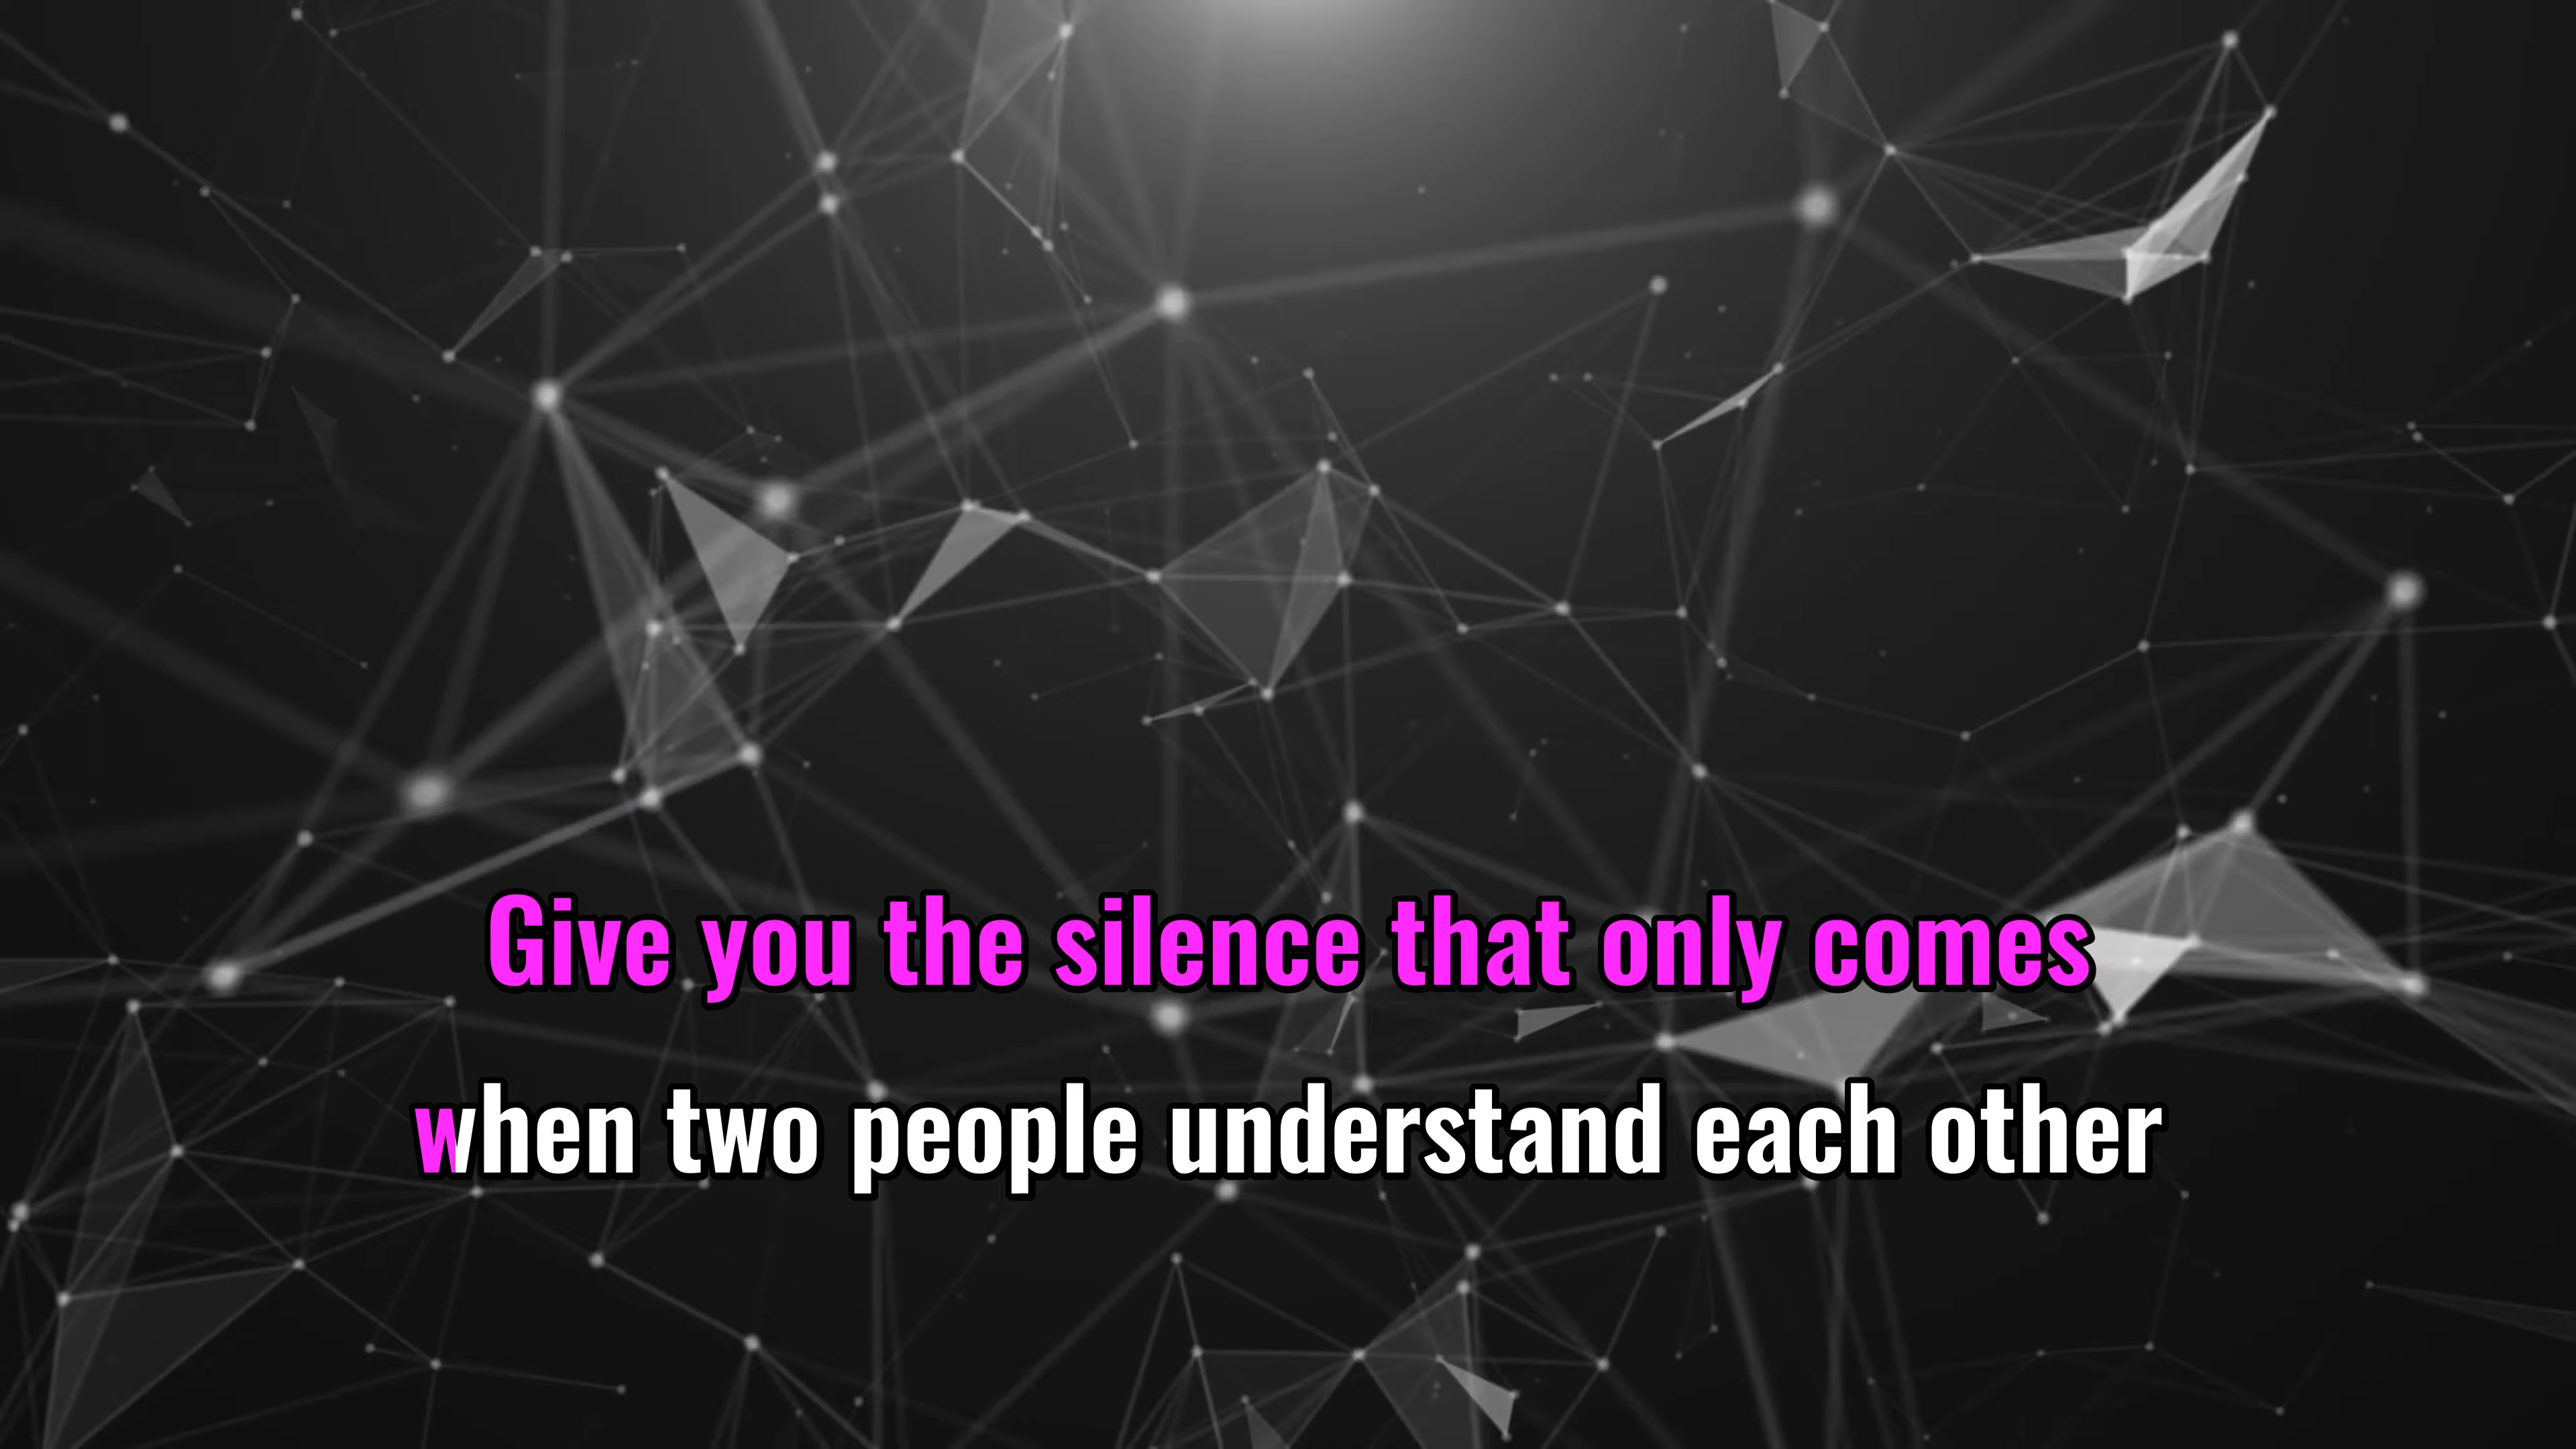 Give you the silence that only comes
when two people understand each other